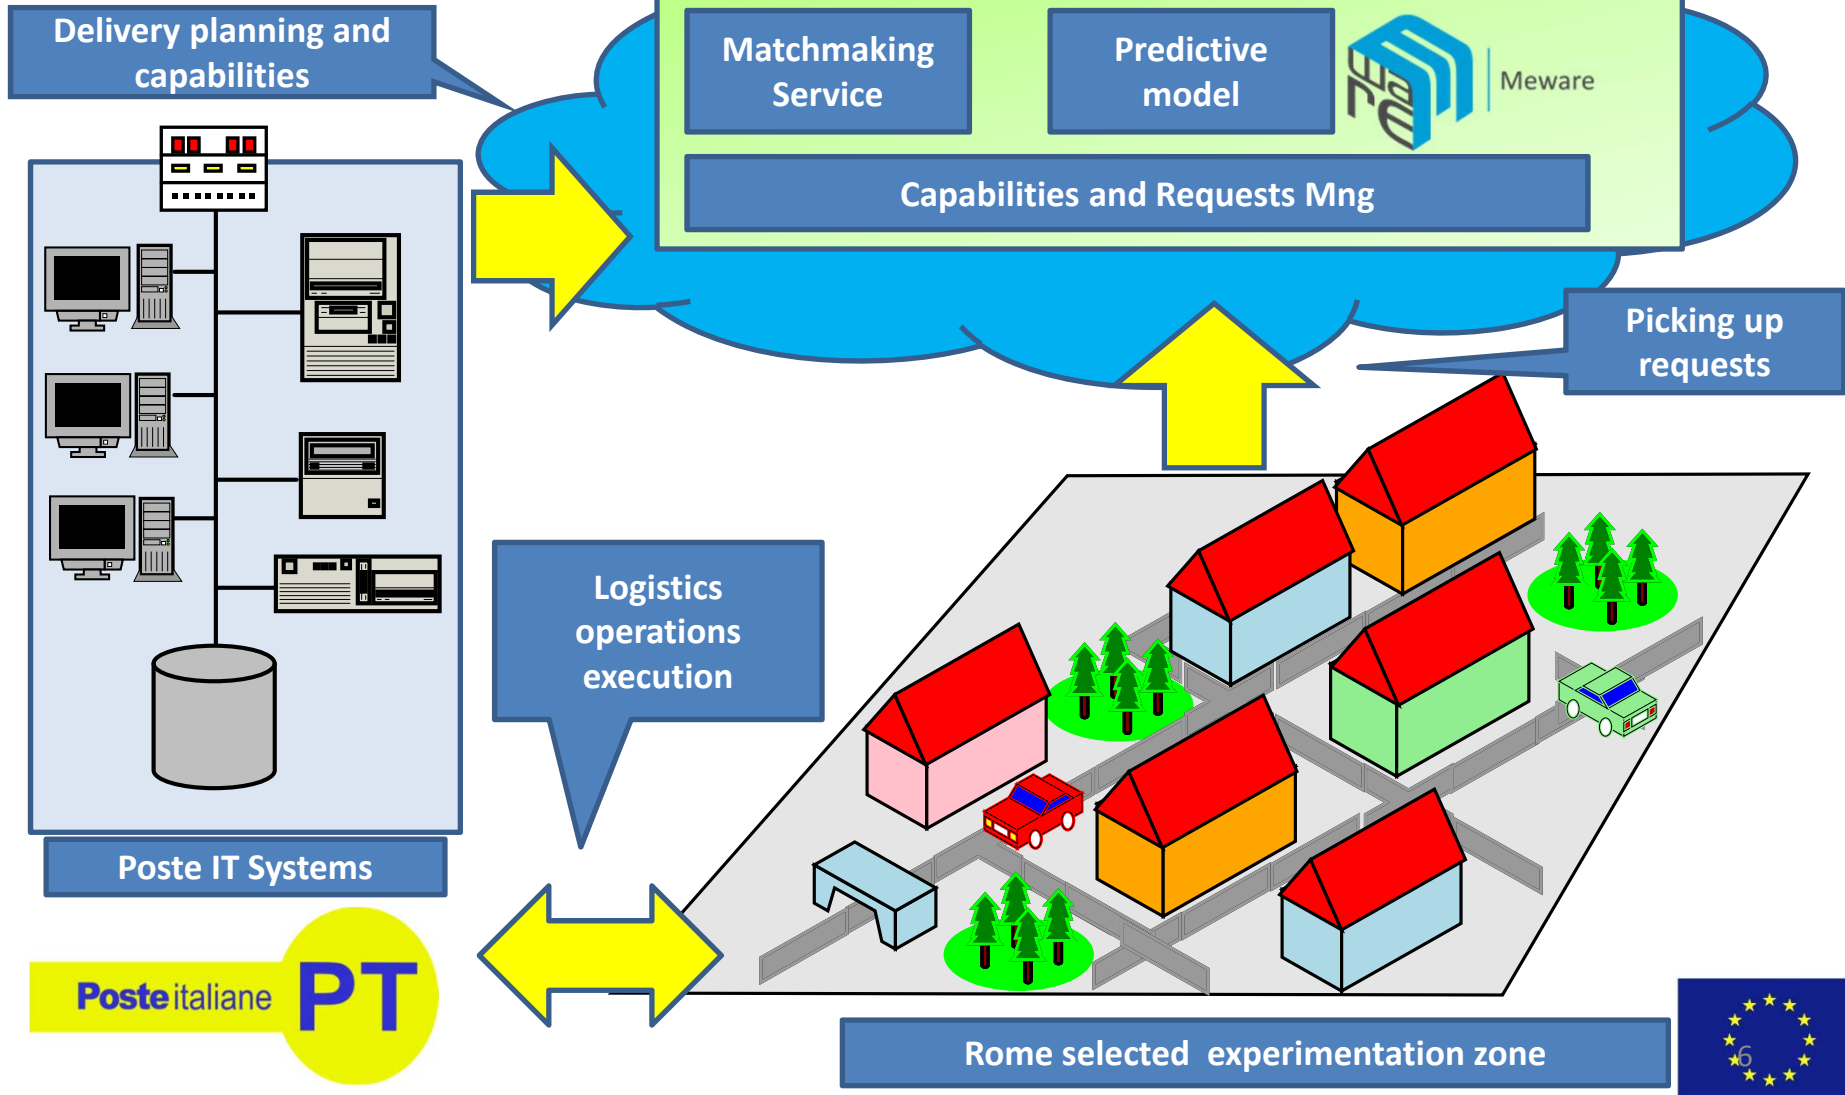 Delivery planning and
capabilities
Matchmaking
Service
Predictive
model
waRE
Meware
Capabilities and Requests Mng
Picking up
requests
Logistics
operations
execution
Poste IT Systems
Poste italiane PT
Rome selected  experimentation zone
6